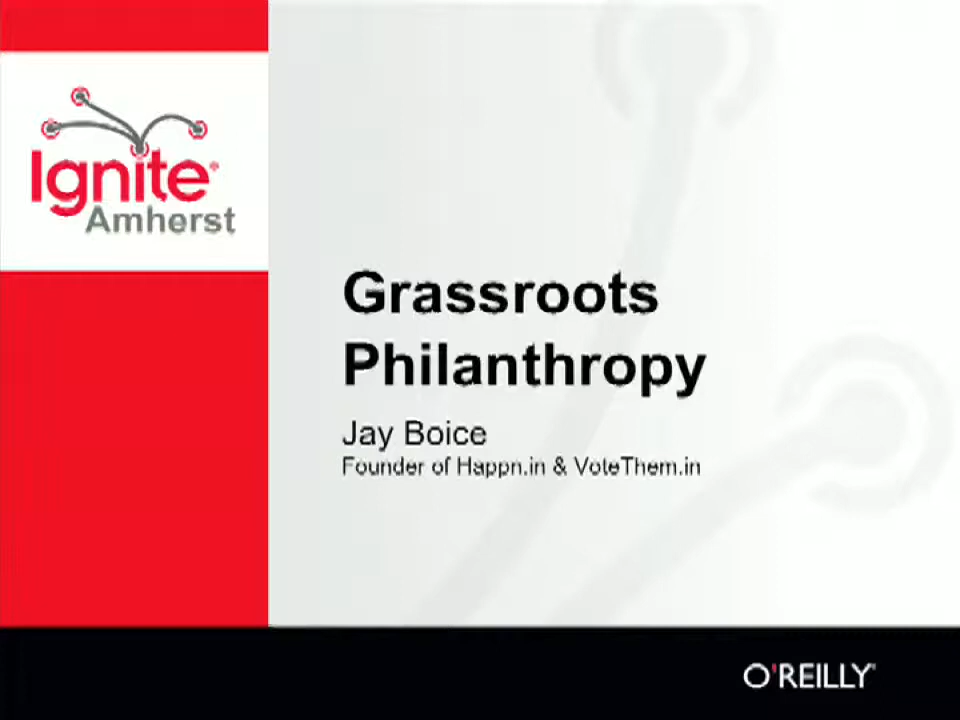 Ignite®
Amherst
Grassroots
Philanthropy
Jay Boice
Founder of Happn.in & VoteThem.in
O'REILLY®